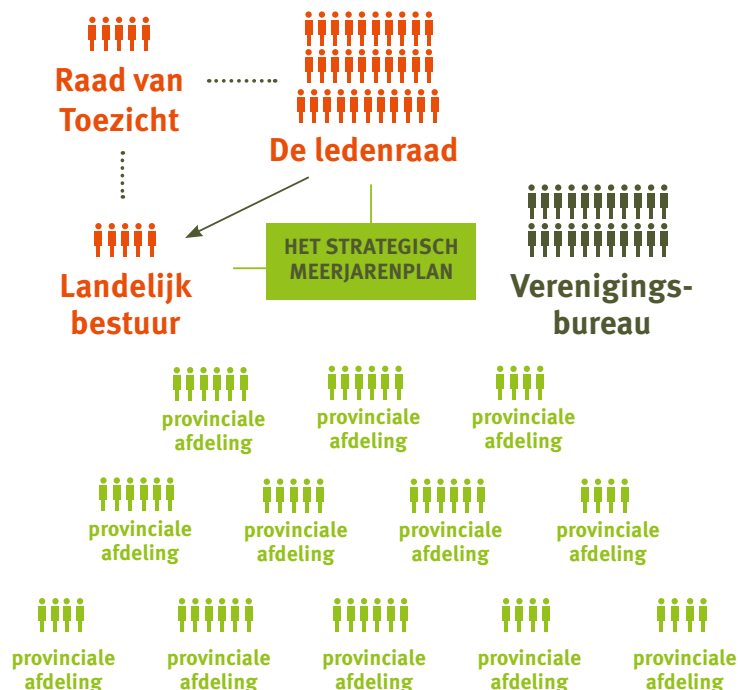 Raad van
Toezicht
De ledenraad
HET STRATEGISCH
MEERJARENPLAN
Landelijk
bestuur
Verenigings-
bureau
provinciale
afdeling
provinciale
afdeling
provinciale
afdeling
provinciale
afdeling
provinciale
afdeling
provinciale
afdeling
provinciale
afdeling
provinciale
afdeling
provinciale
afdeling
provinciale
afdeling
provinciale
afdeling
provinciale
afdeling